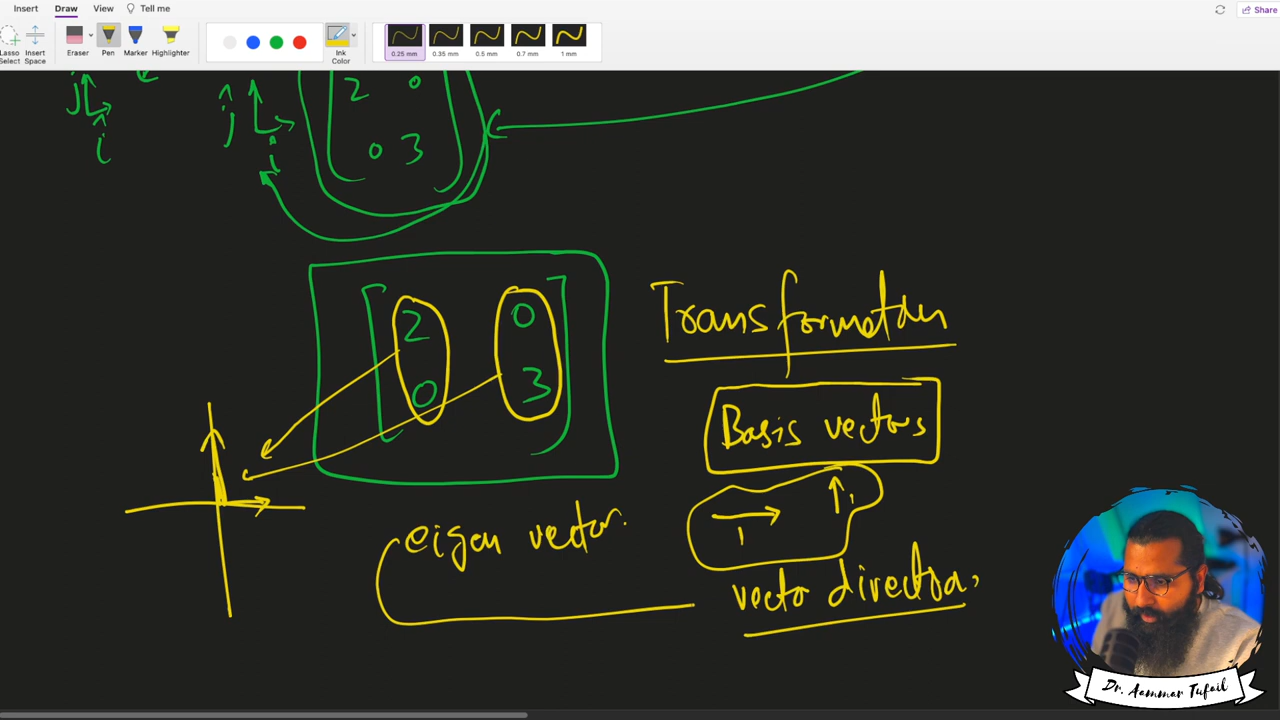 Insert Draw View Tell me
Share
Lasso Select
Insert Space
Eraser
Pen
Marker
Highlighter
Ink Color
0.25 mm
0.35 mm
0.5 mm
0.7 mm
1 mm
j i
ĵ i
2 0
0 3
2 0
0 3
Transformation
Basis vectors
1 1
eigen vector.
vector direction,
Dr. Aammar Tufail